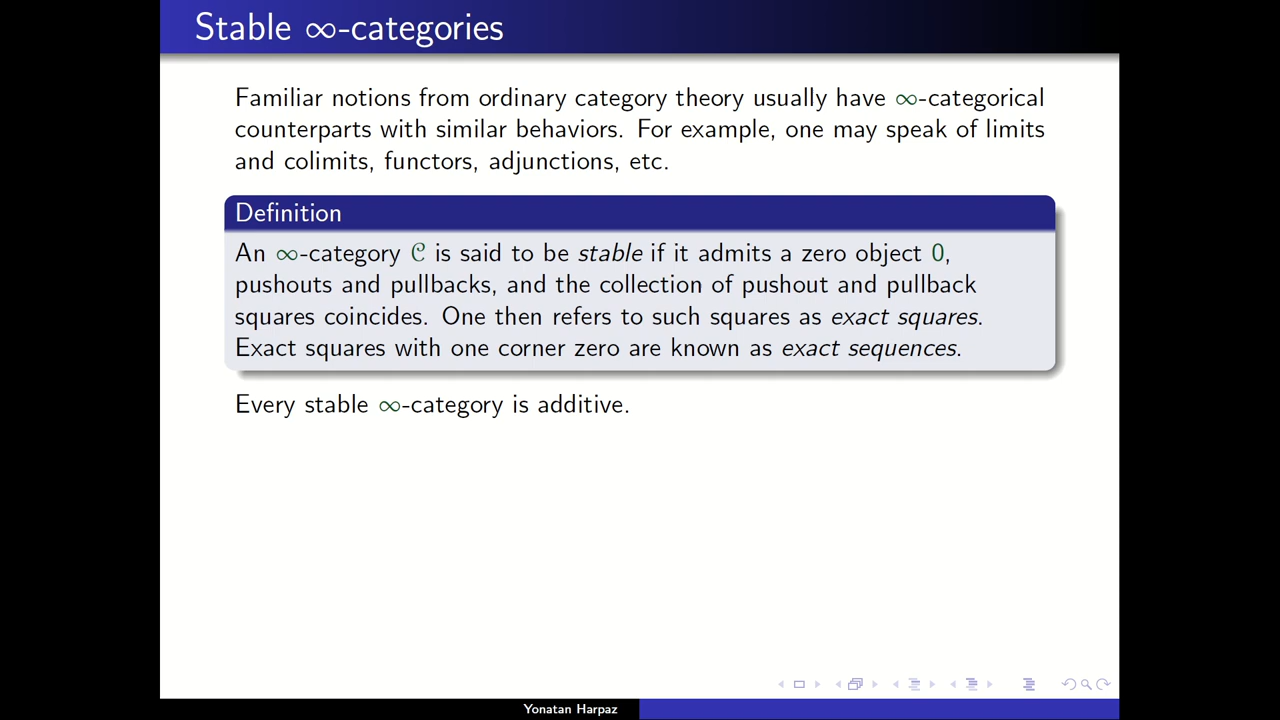 Stable ∞-categories
Familiar notions from ordinary category theory usually have ∞-categorical
counterparts with similar behaviors. For example, one may speak of limits
and colimits, functors, adjunctions, etc.
Definition
An ∞-category 𝒞 is said to be stable if it admits a zero object 0,
pushouts and pullbacks, and the collection of pushout and pullback
squares coincides. One then refers to such squares as exact squares.
Exact squares with one corner zero are known as exact sequences.
Every stable ∞-category is additive.
Yonatan Harpaz